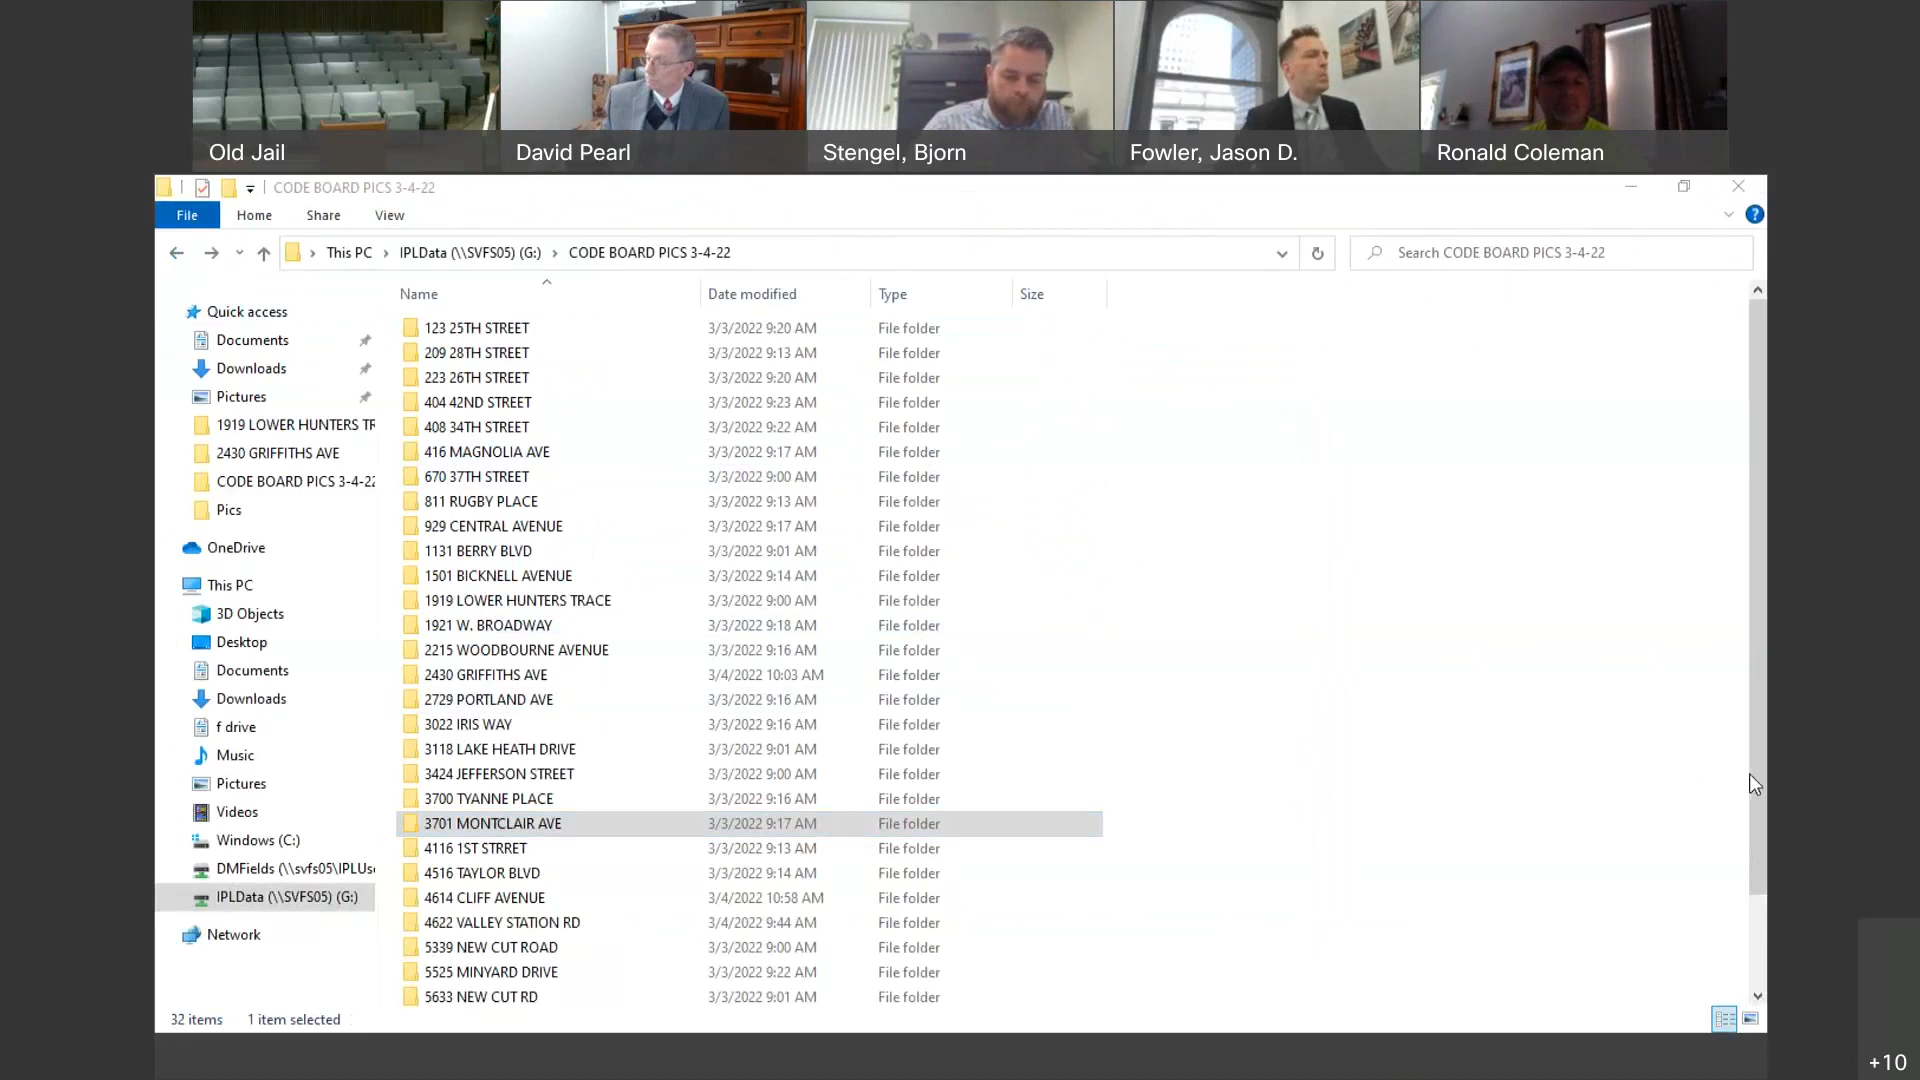 Old Jail
David Pearl
Stengel, Bjorn
Fowler, Jason D.
Ronald Coleman
CODE BOARD PICS 3-4-22
File Home Share View
This PC IPLData (\\SVFS05) (G:) CODE BOARD PICS 3-4-22
Search CODE BOARD PICS 3-4-22
Quick access
Documents
Downloads
Pictures
1919 LOWER HUNTERS TR
2430 GRIFFITHS AVE
CODE BOARD PICS 3-4-22
Pics
OneDrive
This PC
3D Objects
Desktop
Documents
Downloads
f drive
Music
Pictures
Videos
Windows (C:)
DMFields (\\svfs05\IPLUse
IPLData (\\SVFS05) (G:)
Network
Name Date modified Type Size
123 25TH STREET 3/3/2022 9:20 AM File folder
209 28TH STREET 3/3/2022 9:13 AM File folder
223 26TH STREET 3/3/2022 9:20 AM File folder
404 42ND STREET 3/3/2022 9:23 AM File folder
408 34TH STREET 3/3/2022 9:22 AM File folder
416 MAGNOLIA AVE 3/3/2022 9:17 AM File folder
670 37TH STREET 3/3/2022 9:00 AM File folder
811 RUGBY PLACE 3/3/2022 9:13 AM File folder
929 CENTRAL AVENUE 3/3/2022 9:17 AM File folder
1131 BERRY BLVD 3/3/2022 9:01 AM File folder
1501 BICKNELL AVENUE 3/3/2022 9:14 AM File folder
1919 LOWER HUNTERS TRACE 3/3/2022 9:00 AM File folder
1921 W. BROADWAY 3/3/2022 9:18 AM File folder
2215 WOODBOURNE AVENUE 3/3/2022 9:16 AM File folder
2430 GRIFFITHS AVE 3/4/2022 10:03 AM File folder
2729 PORTLAND AVE 3/3/2022 9:16 AM File folder
3022 IRIS WAY 3/3/2022 9:16 AM File folder
3118 LAKE HEATH DRIVE 3/3/2022 9:01 AM File folder
3424 JEFFERSON STREET 3/3/2022 9:00 AM File folder
3700 TYANNE PLACE 3/3/2022 9:16 AM File folder
3701 MONTCLAIR AVE 3/3/2022 9:17 AM File folder
4116 1ST STRRET 3/3/2022 9:13 AM File folder
4516 TAYLOR BLVD 3/3/2022 9:14 AM File folder
4614 CLIFF AVENUE 3/4/2022 10:58 AM File folder
4622 VALLEY STATION RD 3/4/2022 9:44 AM File folder
5339 NEW CUT ROAD 3/3/2022 9:00 AM File folder
5525 MINYARD DRIVE 3/3/2022 9:22 AM File folder
5633 NEW CUT RD 3/3/2022 9:01 AM File folder
32 items 1 item selected
+10